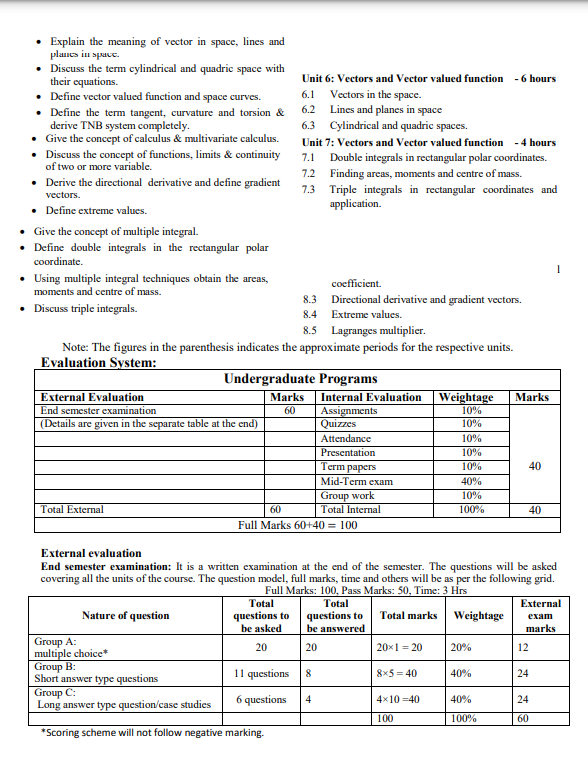 • Explain the meaning of vector in space, lines and
planes in space.
• Discuss the term cylindrical and quadric space with
their equations.
• Define vector valued function and space curves.
• Define the term tangent, curvature and torsion &
derive TNB system completely.
• Give the concept of calculus & multivariate calculus.
• Discuss the concept of functions, limits & continuity
of two or more variable.
• Derive the directional derivative and define gradient
vectors.
• Define extreme values.
• Give the concept of multiple integral.
• Define double integrals in the rectangular polar
coordinate.
• Using multiple integral techniques obtain the areas,
moments and centre of mass.
• Discuss triple integrals.
Unit 6: Vectors and Vector valued function - 6 hours
6.1 Vectors in the space.
6.2 Lines and planes in space
6.3 Cylindrical and quadric spaces.
Unit 7: Vectors and Vector valued function - 4 hours
7.1 Double integrals in rectangular polar coordinates.
7.2 Finding areas, moments and centre of mass.
7.3 Triple integrals in rectangular coordinates and
application.
l
coefficient.
8.3 Directional derivative and gradient vectors.
8.4 Extreme values.
8.5 Lagranges multiplier.
Note: The figures in the parenthesis indicates the approximate periods for the respective units.
Evaluation System:
Undergraduate Programs
External Evaluation Marks Internal Evaluation Weightage Marks
End semester examination 60 Assignments 10%
(Details are given in the separate table at the end) Quizzes 10%
Attendance 10%
Presentation 10%
Term papers 10% 40
Mid-Term exam 40%
Group work 10%
Total External 60 Total Internal 100% 40
Full Marks 60+40 = 100
External evaluation
End semester examination: It is a written examination at the end of the semester. The questions will be asked
covering all the units of the course. The question model, full marks, time and others will be as per the following grid.
Full Marks: 100, Pass Marks: 50, Time: 3 Hrs
Nature of question Total questions to be asked Total questions to be answered Total marks Weightage External exam marks
Group A:
multiple choice* 20 20 20×1 = 20 20% 12
Group B:
Short answer type questions 11 questions 8 8×5 = 40 40% 24
Group C:
Long answer type question/case studies 6 questions 4 4×10 =40 40% 24
100 100% 60
*Scoring scheme will not follow negative marking.